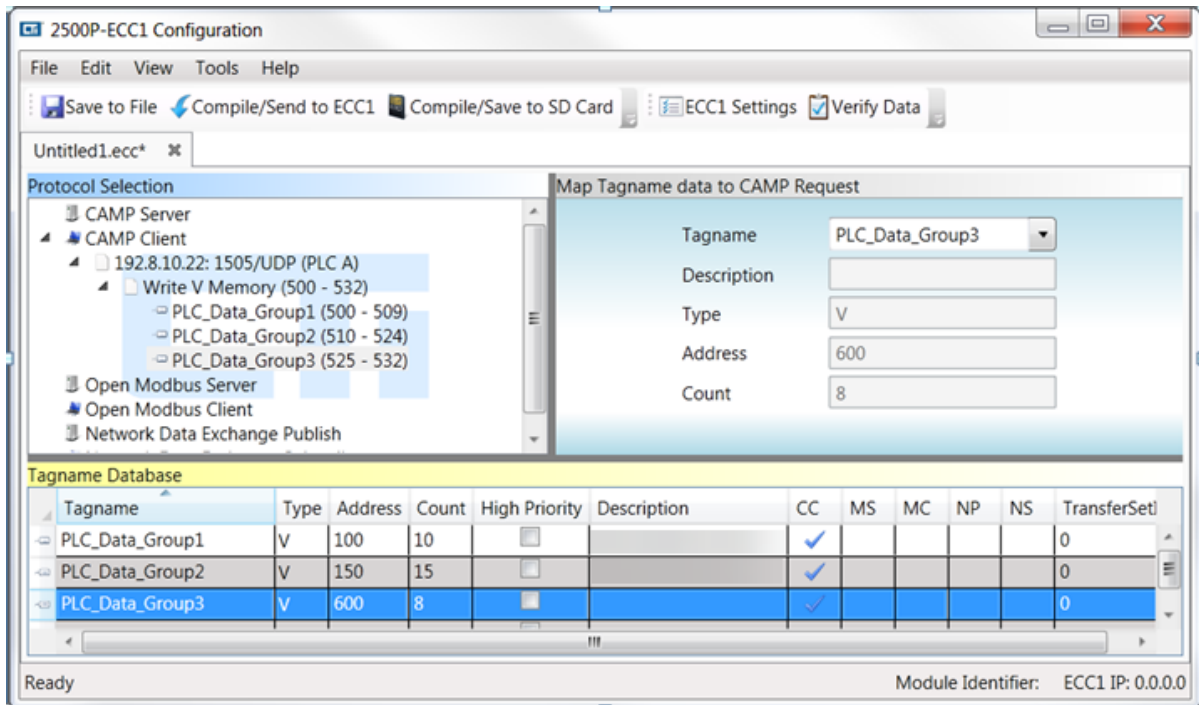 2500P-ECC1 Configuration
File Edit View Tools Help
Save to File Compile/Send to ECC1 Compile/Save to SD Card ECC1 Settings Verify Data
Untitled1.ecc*
Protocol Selection
CAMP Server
CAMP Client
192.8.10.22: 1505/UDP (PLC A)
Write V Memory (500 - 532)
PLC_Data_Group1 (500 - 509)
PLC_Data_Group2 (510 - 524)
PLC_Data_Group3 (525 - 532)
Open Modbus Server
Open Modbus Client
Network Data Exchange Publish
Map Tagname data to CAMP Request
Tagname PLC_Data_Group3
Description
Type V
Address 600
Count 8
Tagname Database
Tagname Type Address Count High Priority Description CC MS MC NP NS TransferSetI
PLC_Data_Group1 V 100 10 0
PLC_Data_Group2 V 150 15 0
PLC_Data_Group3 V 600 8 0
Ready Module Identifier: ECC1 IP: 0.0.0.0